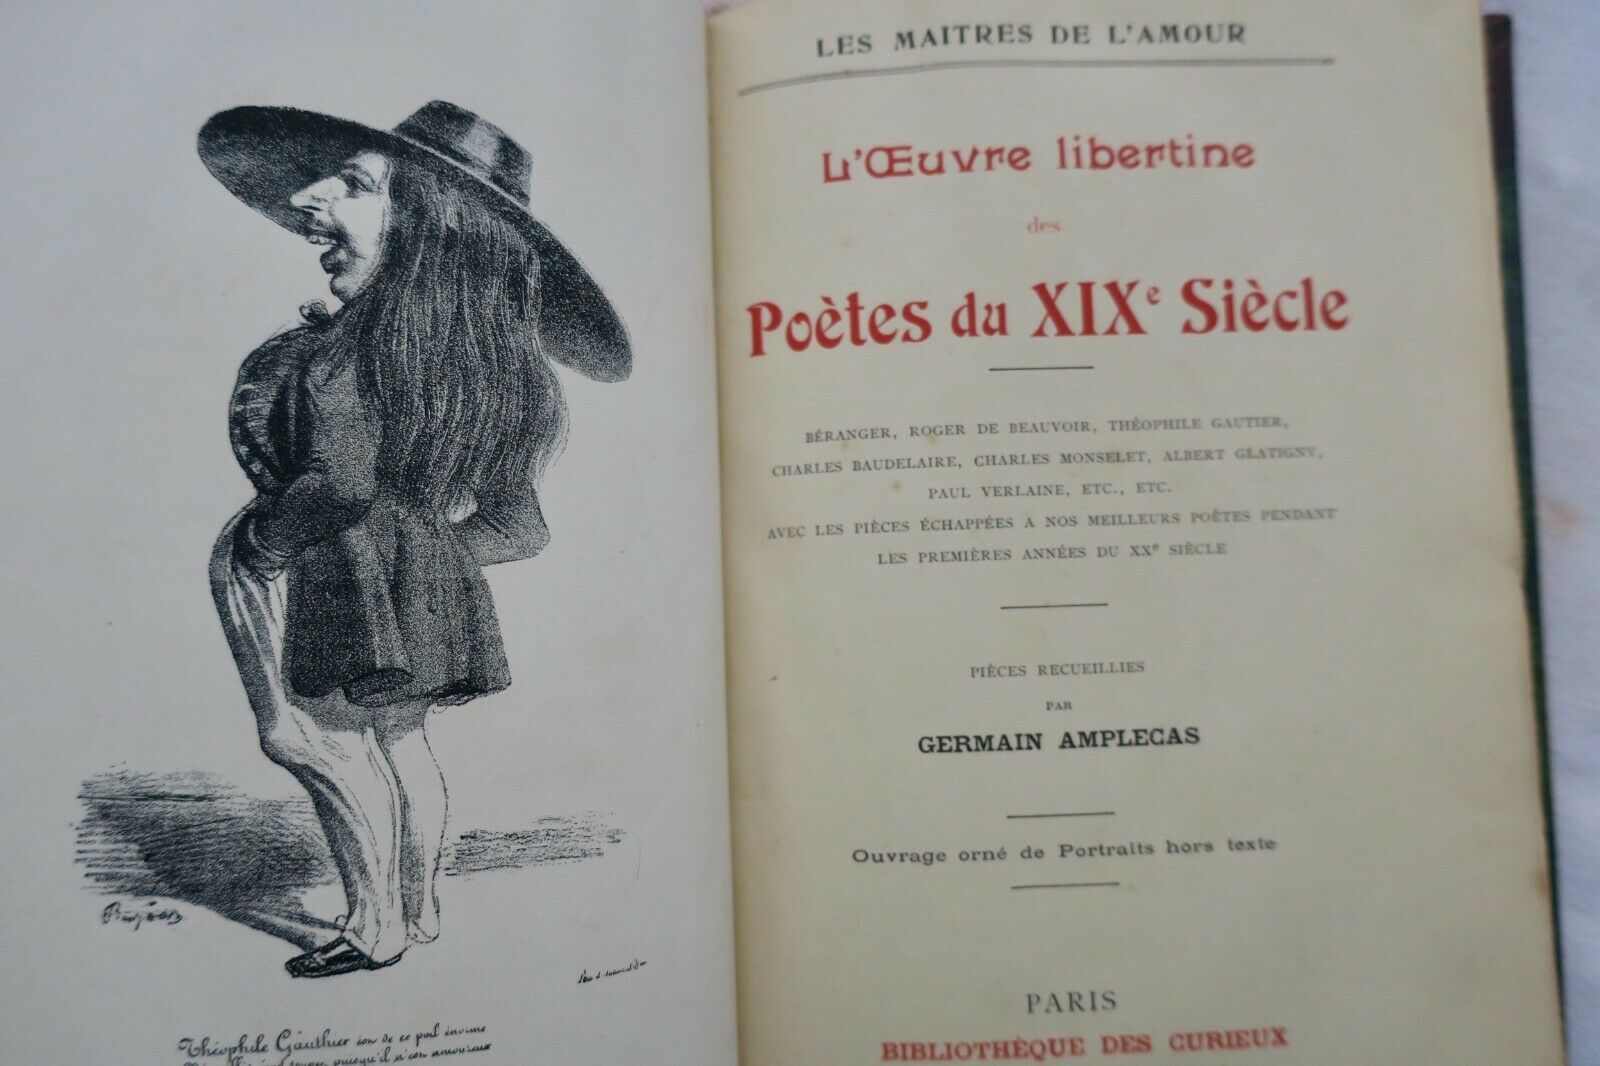 Théophile Gauthier
LES MAITRES DE L'AMOUR
L'Œuvre libertine
des
Poètes du XIXe Siècle
BÉRANGER, ROGER DE BEAUVOIR, THÉOPHILE GAUTIER,
CHARLES BAUDELAIRE, CHARLES MONSELET, ALBERT GLATIGNY,
PAUL VERLAINE, ETC., ETC.
AVEC LES PIÈCES ÉCHAPPÉES A NOS MEILLEURS POÈTES PENDANT
LES PREMIÈRES ANNÉES DU XXe SIÈCLE
PIÈCES RECUEILLIES
PAR
GERMAIN AMPLECAS
Ouvrage orné de Portraits hors texte
PARIS
BIBLIOTHÈQUE DES CURIEUX